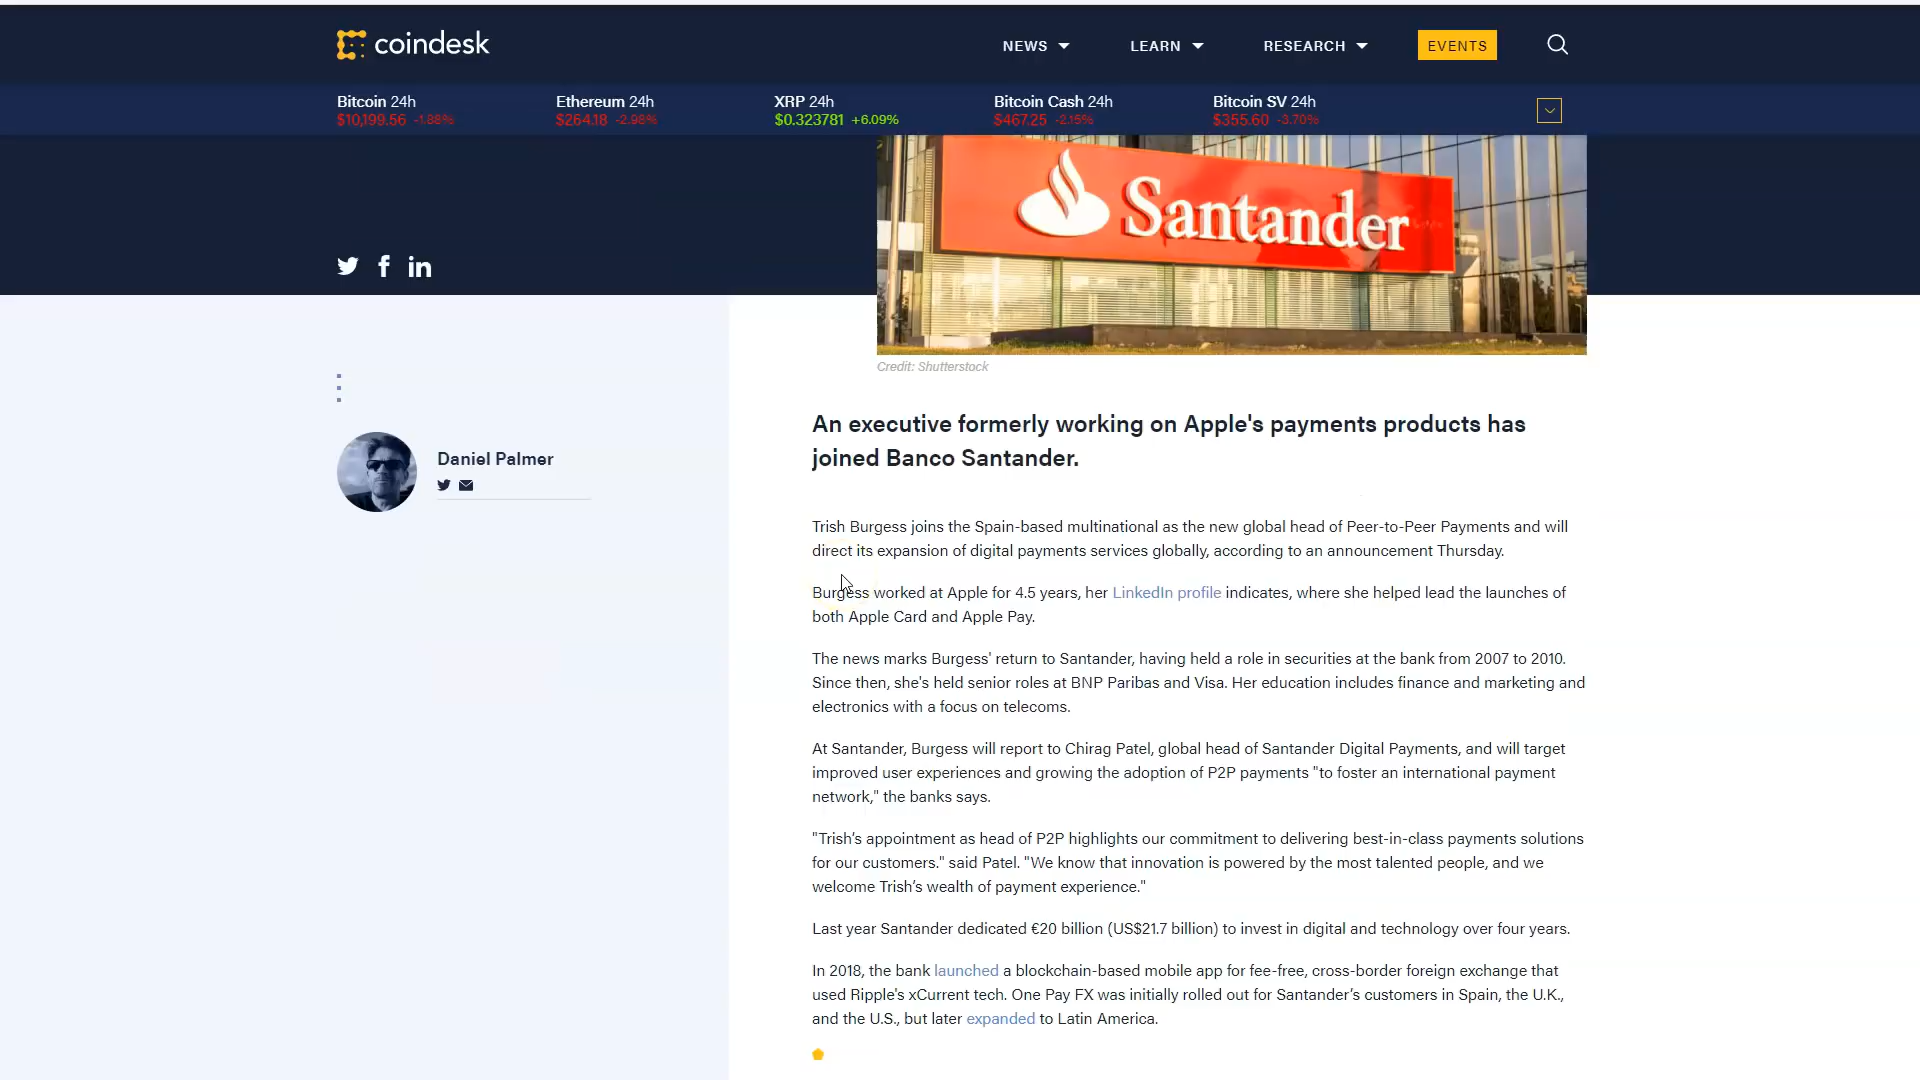 coindesk
NEWS LEARN RESEARCH EVENTS
Bitcoin 24h Ethereum 24h XRP 24h Bitcoin Cash 24h Bitcoin SV 24h
$10,199.56 -1.88% $264.18 -2.98% $0.323781 +6.09% $467.25 -2.15% $355.60 -3.70%
Santander
Credit: Shutterstock
Daniel Palmer
An executive formerly working on Apple's payments products has
joined Banco Santander.
Trish Burgess joins the Spain-based multinational as the new global head of Peer-to-Peer Payments and will
direct its expansion of digital payments services globally, according to an announcement Thursday.
Burgess worked at Apple for 4.5 years, her LinkedIn profile indicates, where she helped lead the launches of
both Apple Card and Apple Pay.
The news marks Burgess' return to Santander, having held a role in securities at the bank from 2007 to 2010.
Since then, she's held senior roles at BNP Paribas and Visa. Her education includes finance and marketing and
electronics with a focus on telecoms.
At Santander, Burgess will report to Chirag Patel, global head of Santander Digital Payments, and will target
improved user experiences and growing the adoption of P2P payments "to foster an international payment
network," the banks says.
"Trish’s appointment as head of P2P highlights our commitment to delivering best-in-class payments solutions
for our customers." said Patel. "We know that innovation is powered by the most talented people, and we
welcome Trish’s wealth of payment experience."
Last year Santander dedicated €20 billion (US$21.7 billion) to invest in digital and technology over four years.
In 2018, the bank launched a blockchain-based mobile app for fee-free, cross-border foreign exchange that
used Ripple's xCurrent tech. One Pay FX was initially rolled out for Santander’s customers in Spain, the U.K.,
and the U.S., but later expanded to Latin America.